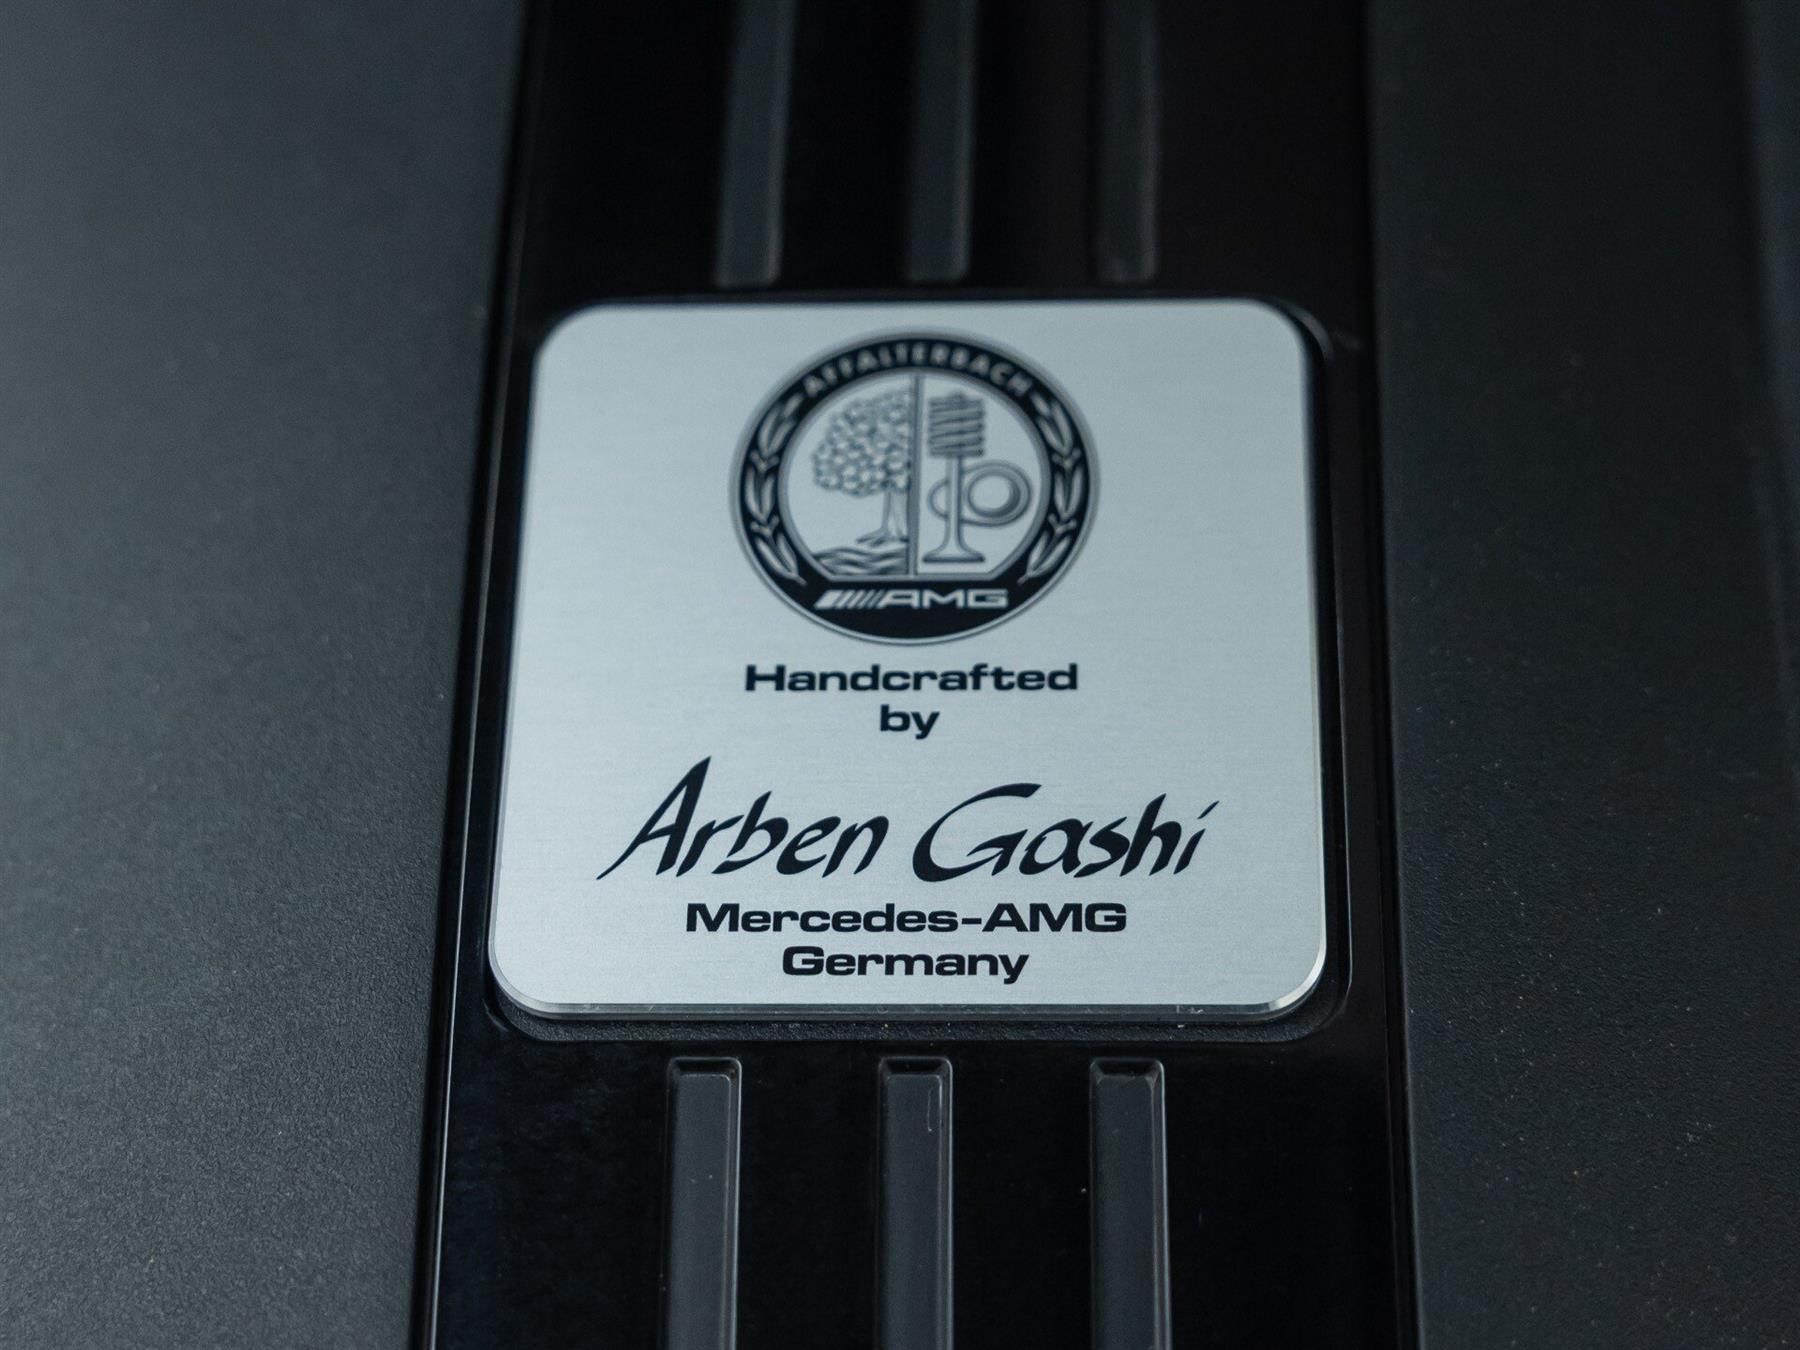 AFFALTERBACH
AMG
Handcrafted
by
Arben Gashi
Mercedes-AMG
Germany